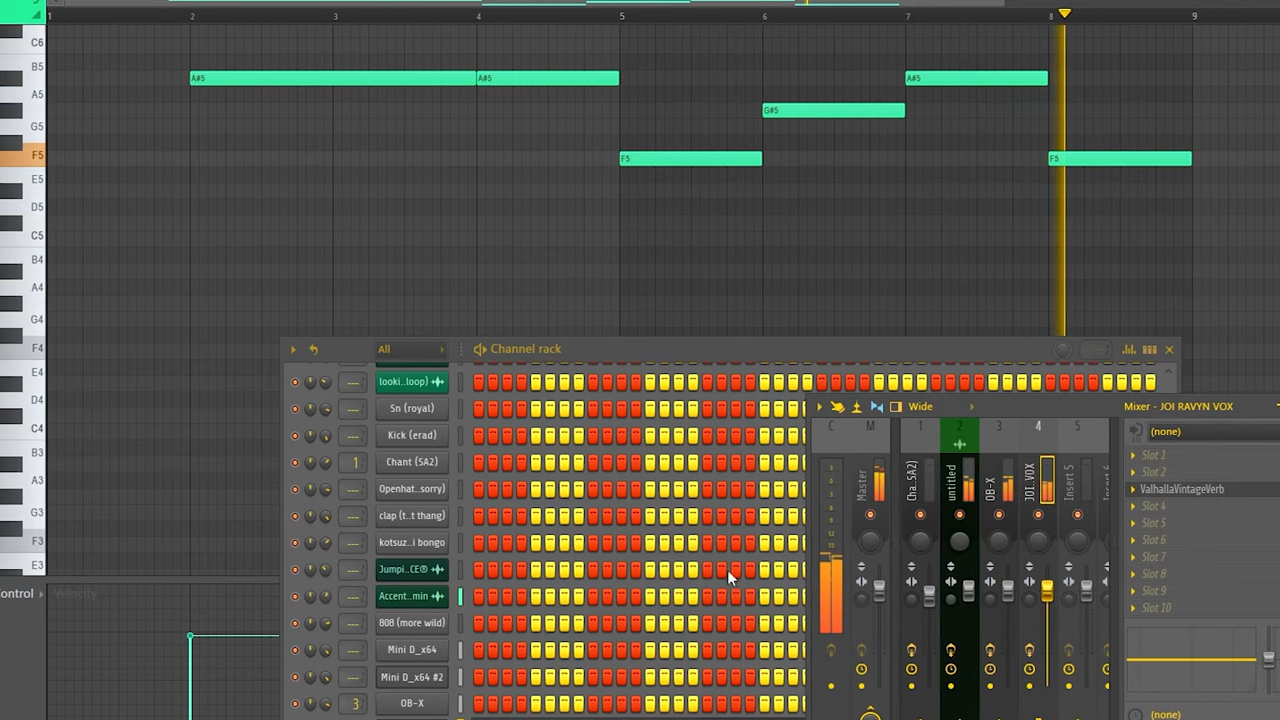 1 2 3 4 5 6 7 8 9
C6
B5
A#5 A#5 A#5
A5
G#5
G5
F5 F5 F5
E5
D5
C5
B4
A4
G4
F4
E4
D4
C4
B3
A3
G3
F3
E3
All Channel rack
looki..loop)
Sn (royal)
Kick (erad)
1 Chant (SA2)
Openhat..sorry)
clap (t..t thang)
kotsuz..i bongo
Jumpi..CE®
Accent..min
808 (more wild)
Mini D_x64
Mini D_x64 #2
3 OB-X
ontrol Velocity
Wide Mixer - JOI RAVYN VOX
C M 1 2 3 4 5
Master
Cha..SA2)
untitled
OB-X
JOI..VOX
Insert 5
(none)
Slot 1
Slot 2
ValhallaVintageVerb
Slot 4
Slot 5
Slot 6
Slot 7
Slot 8
Slot 9
Slot 10
(none)